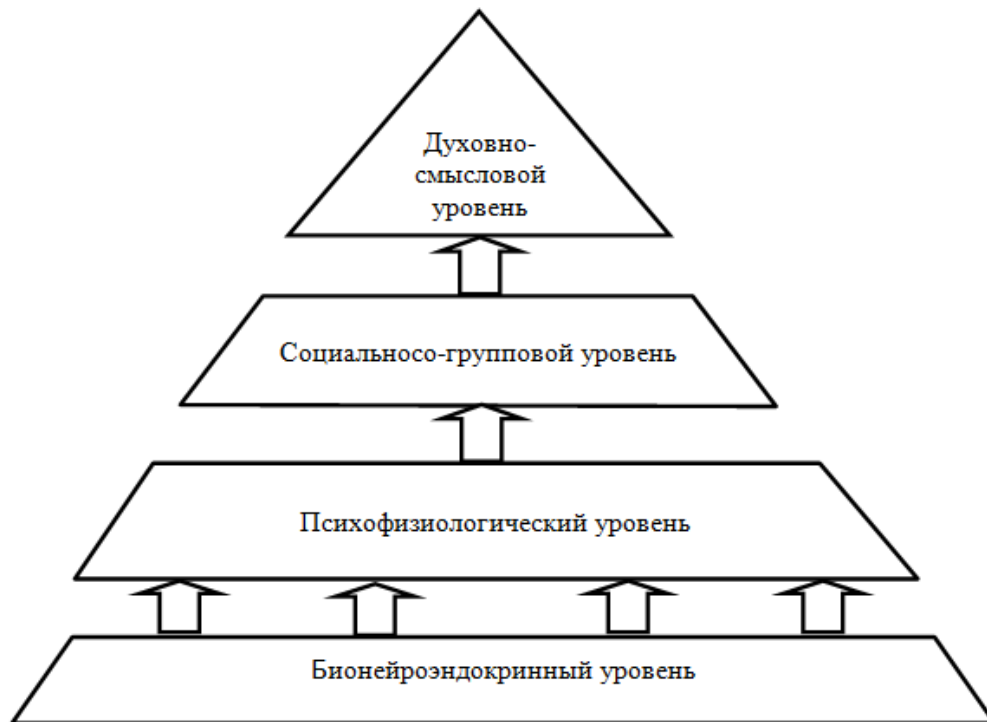 Духовно-
смысловой
уровень
Социальносо-групповой уровень
Психофизиологический уровень
Бионейроэндокринный уровень